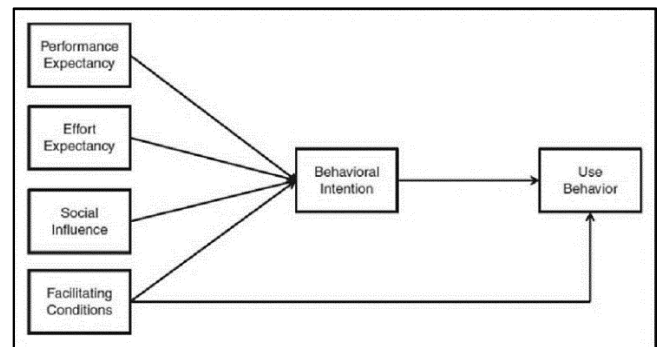 Performance
Expectancy
Effort
Expectancy
Social
Influence
Facilitating
Conditions
Behavioral
Intention
Use
Behavior